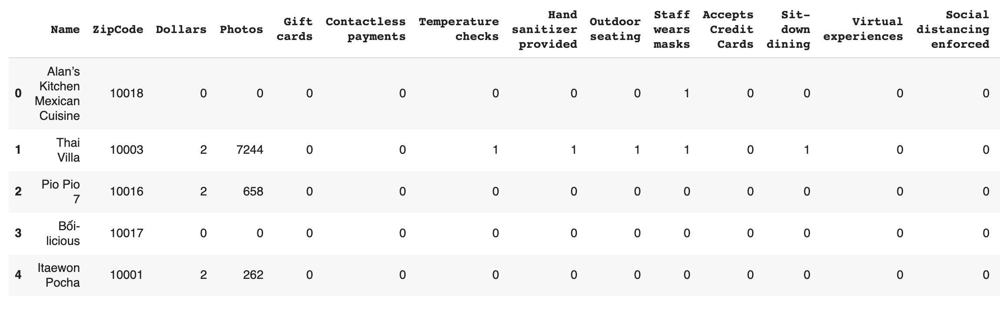 Name ZipCode Dollars Photos Gift cards Contactless payments Temperature checks Hand sanitizer provided Outdoor seating Staff wears masks Accepts Credit Cards Sit-down dining Virtual experiences Social distancing enforced
0 Alan’s Kitchen Mexican Cuisine 10018 0 0 0 0 0 0 0 1 0 0 0 0
1 Thai Villa 10003 2 7244 0 0 1 1 1 1 0 1 0 0
2 Pio Pio 7 10016 2 658 0 0 0 0 0 0 0 0 0 0
3 Bối-licious 10017 0 0 0 0 0 0 0 0 0 0 0 0
4 Itaewon Pocha 10001 2 262 0 0 0 0 0 0 0 0 0 0